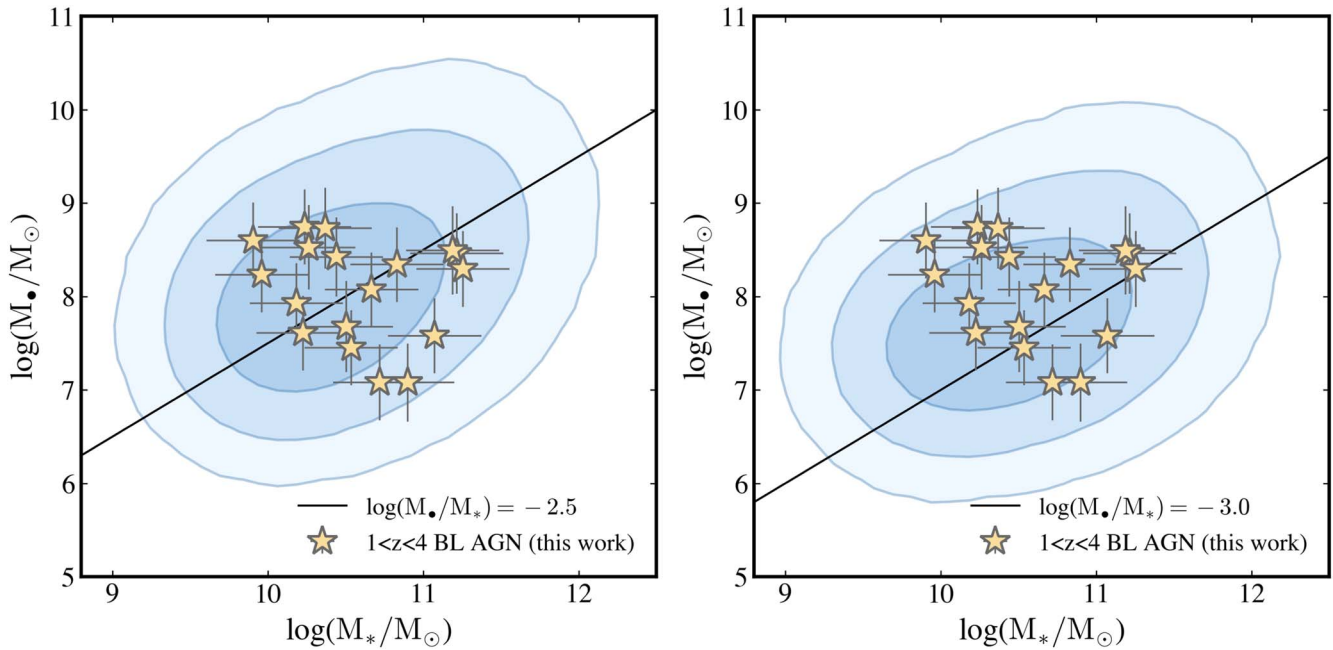 11
10
9
8
7
6
5
log(M●/M⊙)
log(M●/M*) = −2.5
1<z<4 BL AGN (this work)
9 10 11 12
log(M*/M⊙)
11
10
9
8
7
6
5
log(M●/M⊙)
log(M●/M*) = −3.0
1<z<4 BL AGN (this work)
9 10 11 12
log(M*/M⊙)